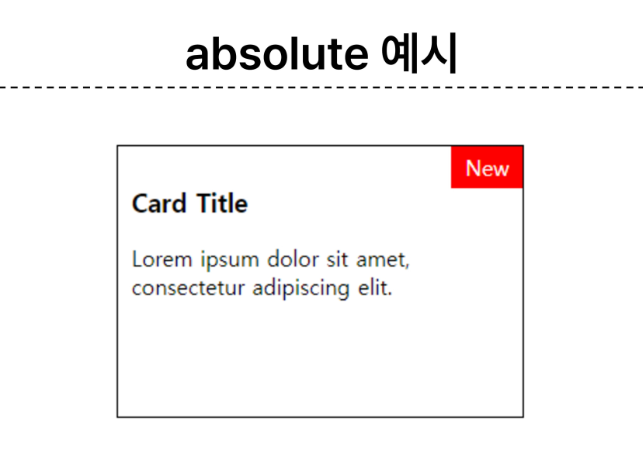 absolute 예시
New
Card Title
Lorem ipsum dolor sit amet,
consectetur adipiscing elit.